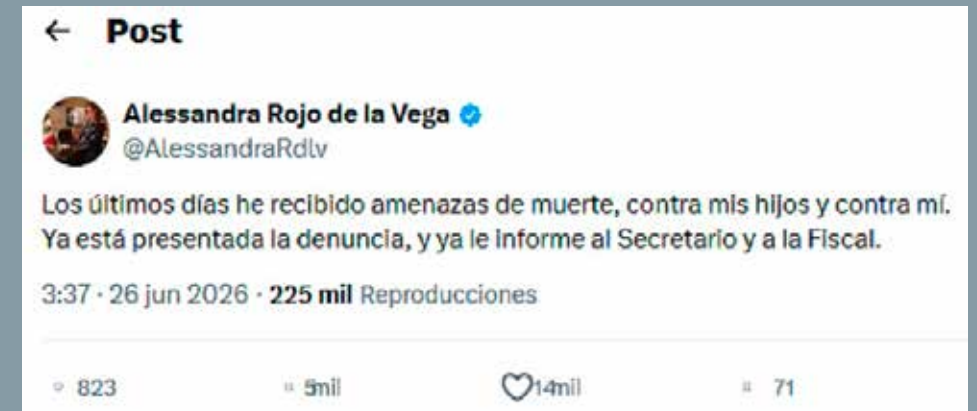 ← Post
Alessandra Rojo de la Vega
@AlessandraRdlv
Los últimos días he recibido amenazas de muerte, contra mis hijos y contra mí.
Ya está presentada la denuncia, y ya le informe al Secretario y a la Fiscal.
3:37 · 26 jun 2026 · 225 mil Reproducciones
823 5mil 14mil 71